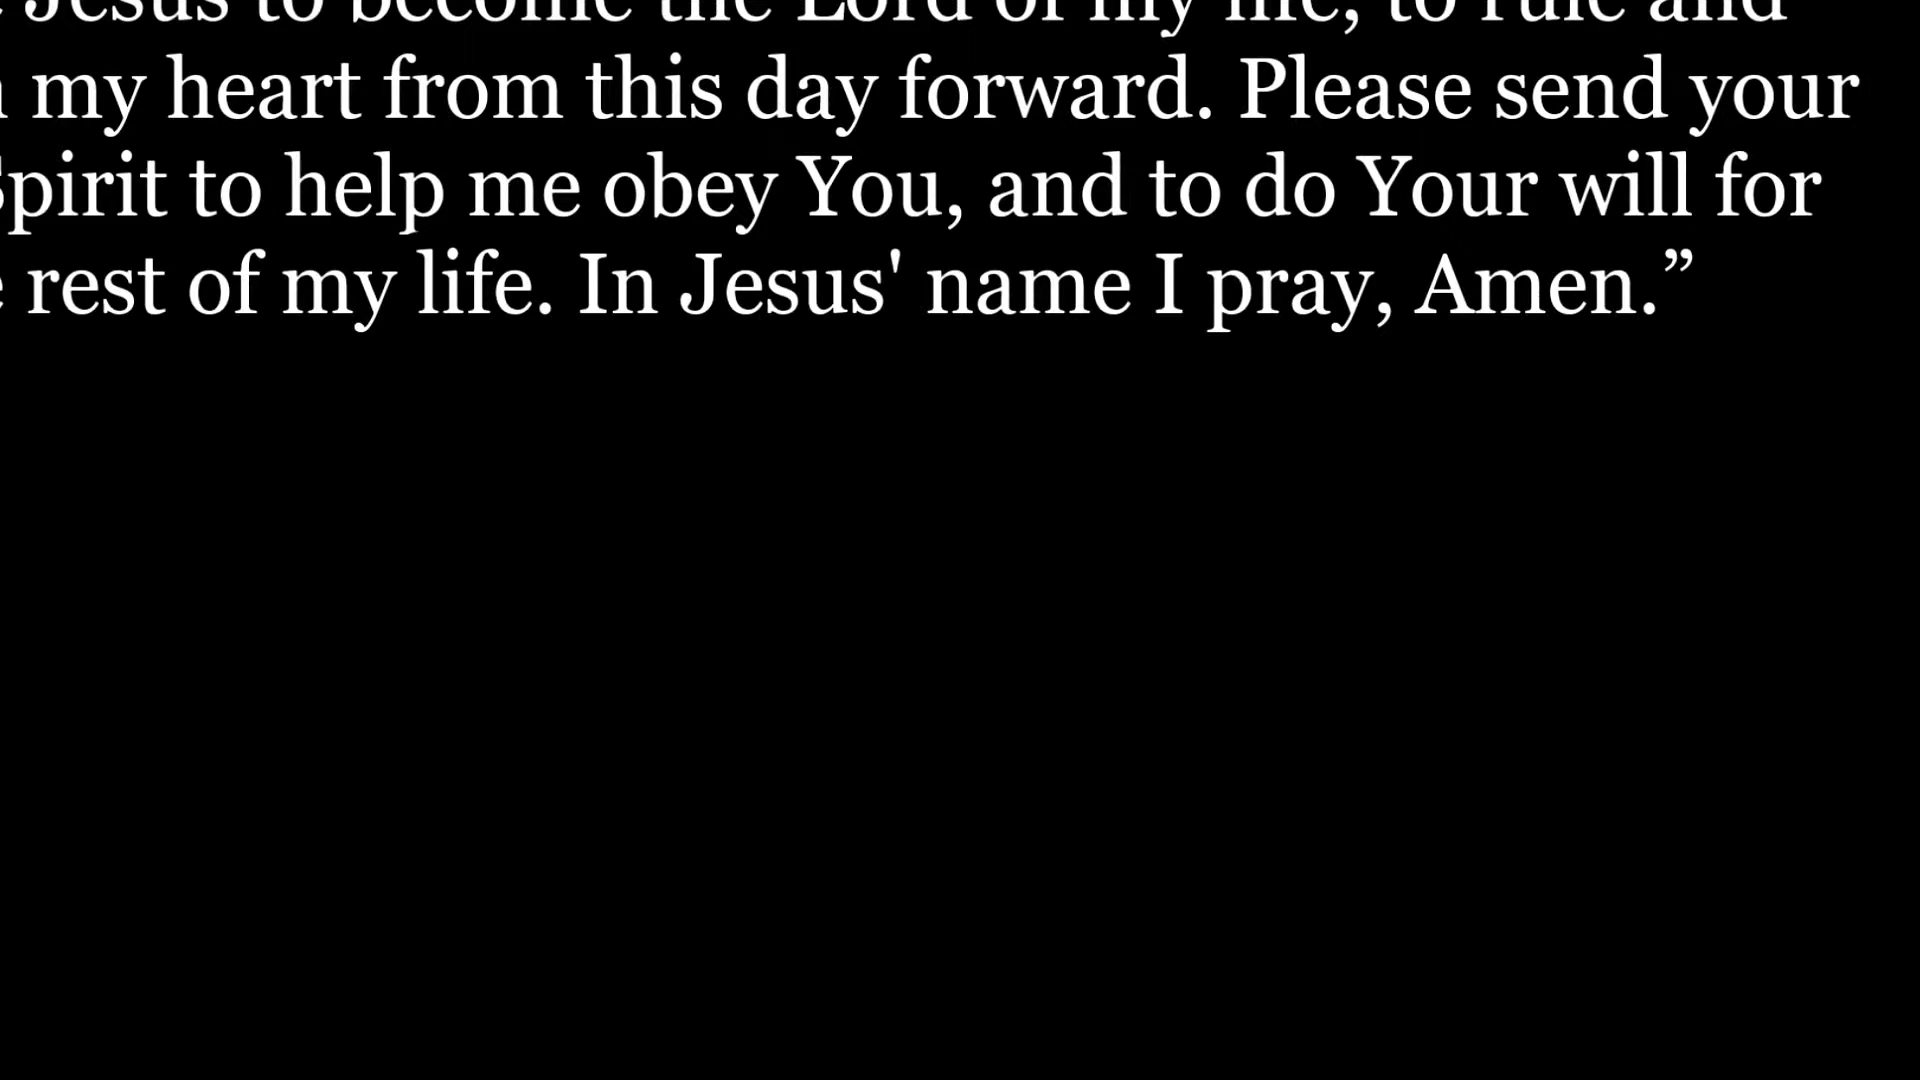 Jesus to become the Lord of my life, to rule and
my heart from this day forward. Please send your
Spirit to help me obey You, and to do Your will for
rest of my life. In Jesus' name I pray, Amen.”